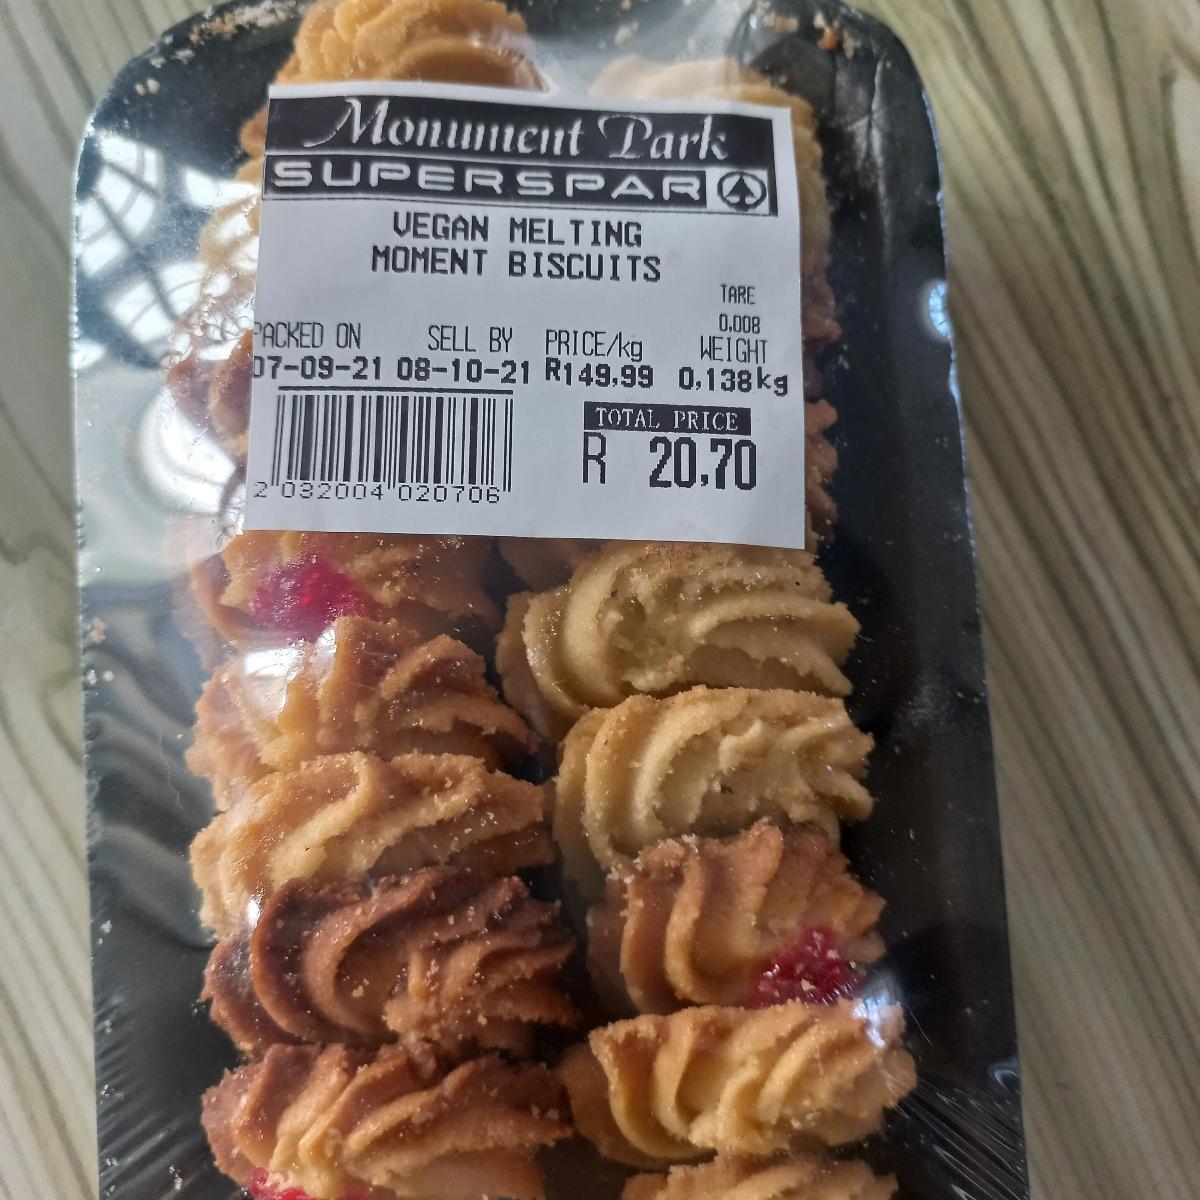 Monument Park
SUPERSPAR
VEGAN MELTING
MOMENT BISCUITS
TARE
0,008
PACKED ON SELL BY PRICE/kg WEIGHT
07-09-21 08-10-21 R149,99 0,138kg
TOTAL PRICE
R 20,70
2 032004 020706